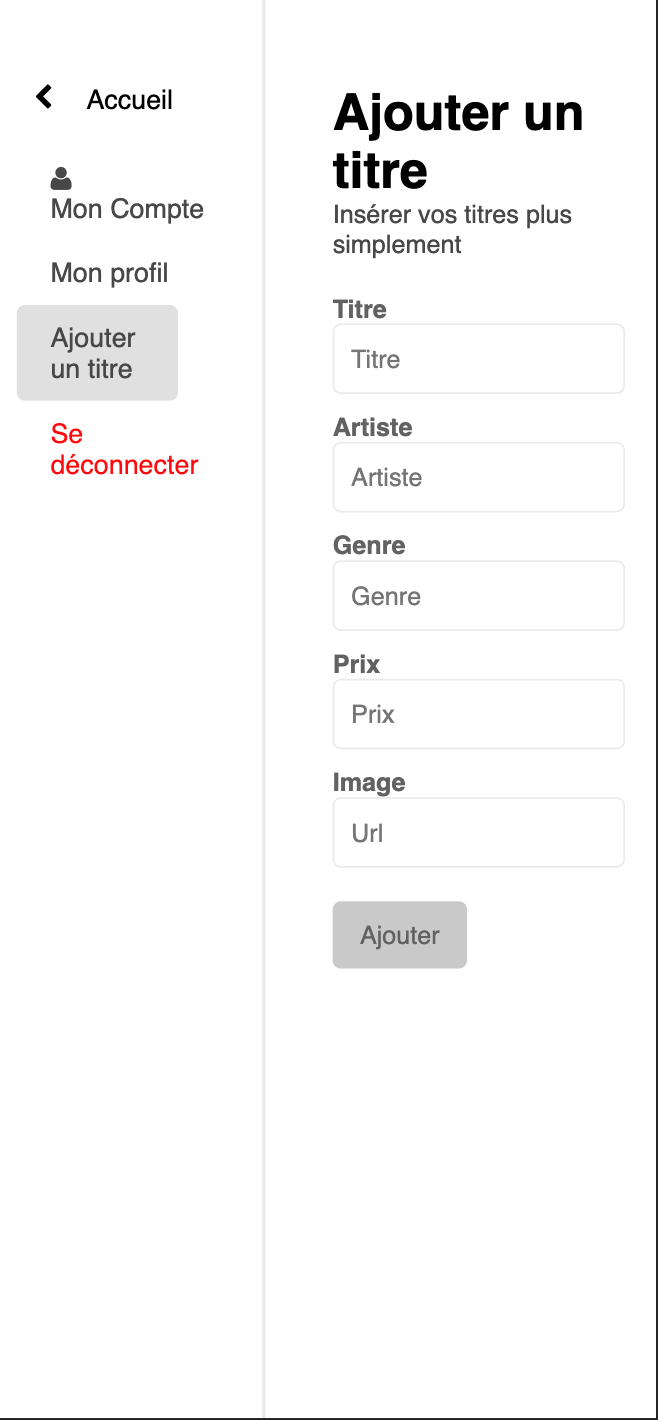 Accueil
Mon Compte
Mon profil
Ajouter
un titre
Se
déconnecter
Ajouter un
titre
Insérer vos titres plus
simplement
Titre
Titre
Artiste
Artiste
Genre
Genre
Prix
Prix
Image
Url
Ajouter